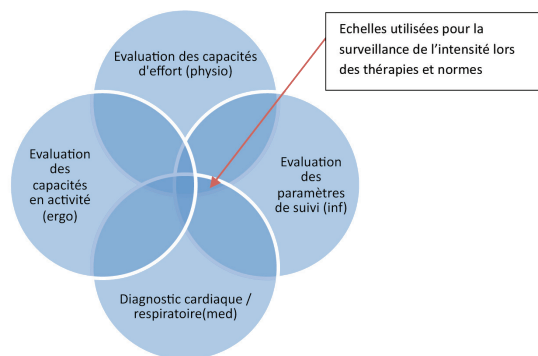 Evaluation des capacités
d'effort (physio)
Echelles utilisées pour la
surveillance de l'intensité lors
des thérapies et normes
Evaluation
des
capacités
en activité
(ergo)
Evaluation
des
paramètres
de suivi (inf)
Diagnostic cardiaque /
respiratoire(med)